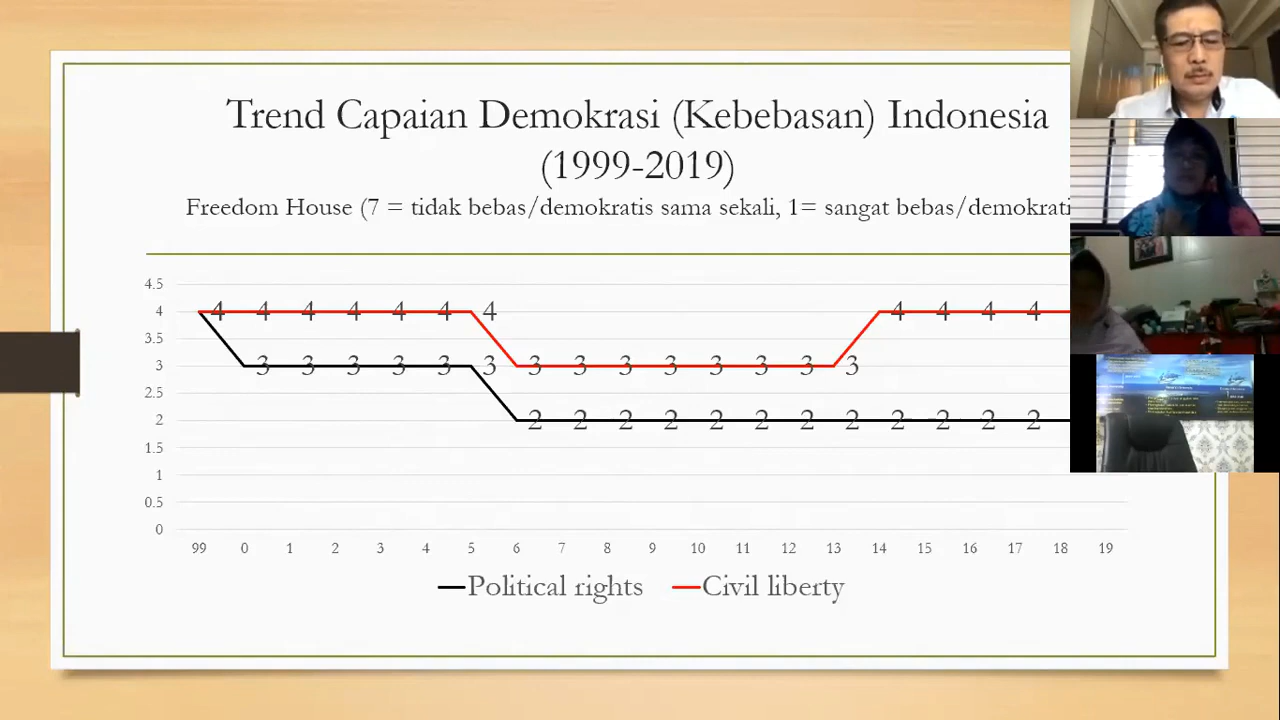 Trend Capaian Demokrasi (Kebebasan) Indonesia
(1999-2019)
Freedom House (7 = tidak bebas/demokratis sama sekali, 1= sangat bebas/demokrati
4.5
4
3.5
3
2.5
2
1.5
1
0.5
0
4 4 4 4 4 4 4 4 4 4 4
3 3 3 3 3 3 3 3 3 3 3 3 3 3
2 2 2 2 2 2 2 2 2 2 2 2
99 0 1 2 3 4 5 6 7 8 9 10 11 12 13 14 15 16 17 18 19
Political rights Civil liberty